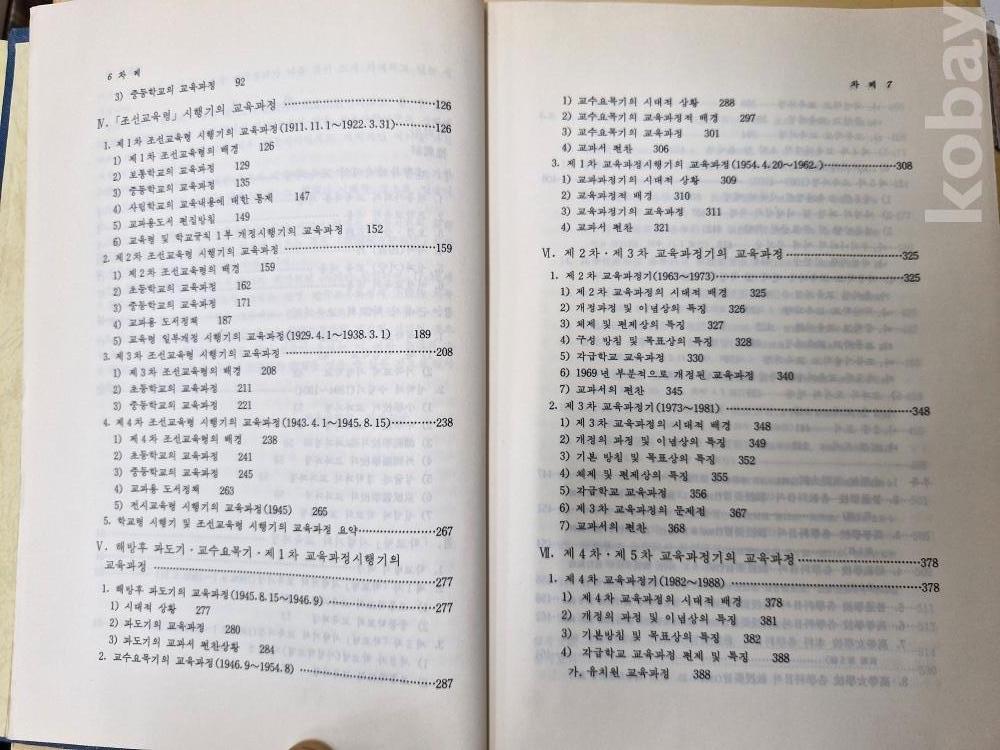 6 차 례
3) 중등학교의 교육과정 92
Ⅳ. 「조선교육령」 시행기의 교육과정 ········126
1. 제1차 조선교육령 시행기의 교육과정(1911.11.1~1922.3.31)········126
1) 제1차 조선교육령의 배경 126
2) 보통학교의 교육과정 129
3) 중등학교의 교육과정 135
4) 사립학교의 교육내용에 대한 통제 147
5) 교과용도서 편집방침 149
6) 교육령 및 학교규칙 1부 개정시행기의 교육과정 152
2. 제2차 조선교육령 시행기의 교육과정 ········159
1) 제2차 조선교육령의 배경 159
2) 초등학교의 교육과정 162
3) 중등학교의 교육과정 171
4) 교과용 도서정책 187
5) 교육령 일부개정 시행기의 교육과정(1929.4.1~1938.3.1) 189
3. 제3차 조선교육령 시행기의 교육과정 ········208
1) 제3차 조선교육령의 배경 208
2) 초등학교의 교육과정 211
3) 중등학교의 교육과정 221
4. 제4차 조선교육령 시행기의 교육과정(1943.4.1~1945.8.15)········238
1) 제4차 조선교육령의 배경 238
2) 초등학교의 교육과정 241
3) 중등학교의 교육과정 245
4) 교과용 도서정책 263
5) 전시교육령 시행기의 교육과정(1945) 265
5. 학교령 시행기 및 조선교육령 시행기의 교육과정 요약········267
Ⅴ. 해방후 과도기·교수요목기·제1차 교육과정시행기의
교육과정 ········277
1. 해방후 과도기의 교육과정(1945.8.15~1946.9)········277
1) 시대적 상황 277
2) 과도기의 교육과정 280
3) 과도기의 교과서 편찬상황 284
2. 교수요목기의 교육과정(1946.9~1954.8)········287
차 례 7
1) 교수요목기의 시대적 상황 288
2) 교수요목기의 교육과정적 배경 297
3) 교수요목기의 교육과정 301
4) 교과서 편찬 306
3. 제1차 교육과정시행기의 교육과정(1954.4.20~1962.)········308
1) 교과과정기의 시대적 상황 309
2) 교육과정적 배경 310
3) 교육과정기의 교육과정 311
4) 교과서 편찬 321
Ⅵ. 제2차·제3차 교육과정기의 교육과정 ········325
1. 제2차 교육과정기(1963~1973)········325
1) 제2차 교육과정의 시대적 배경 325
2) 개정과정 및 이념상의 특징 326
3) 체제 및 편제상의 특징 327
4) 구성 방침 및 목표상의 특징 328
5) 각급학교 교육과정 330
6) 1969년 부분적으로 개정된 교육과정 340
7) 교과서의 편찬 345
2. 제3차 교육과정기(1973~1981)········348
1) 제3차 교육과정의 시대적 배경 348
2) 개정의 과정 및 이념상의 특징 349
3) 기본 방침 및 목표상의 특징 352
4) 체제 및 편제상의 특징 355
5) 각급학교 교육과정 356
6) 제3차 교육과정의 문제점 367
7) 교과서의 편찬 368
Ⅶ. 제4차·제5차 교육과정기의 교육과정 ········378
1. 제4차 교육과정기(1982~1988)········378
1) 제4차 교육과정의 시대적 배경 378
2) 개정의 과정 및 이념상의 특징 381
3) 기본방침 및 목표상의 특징 382
4) 각급학교 교육과정 편제 및 특징 388
가. 유치원 교육과정 388
kobay